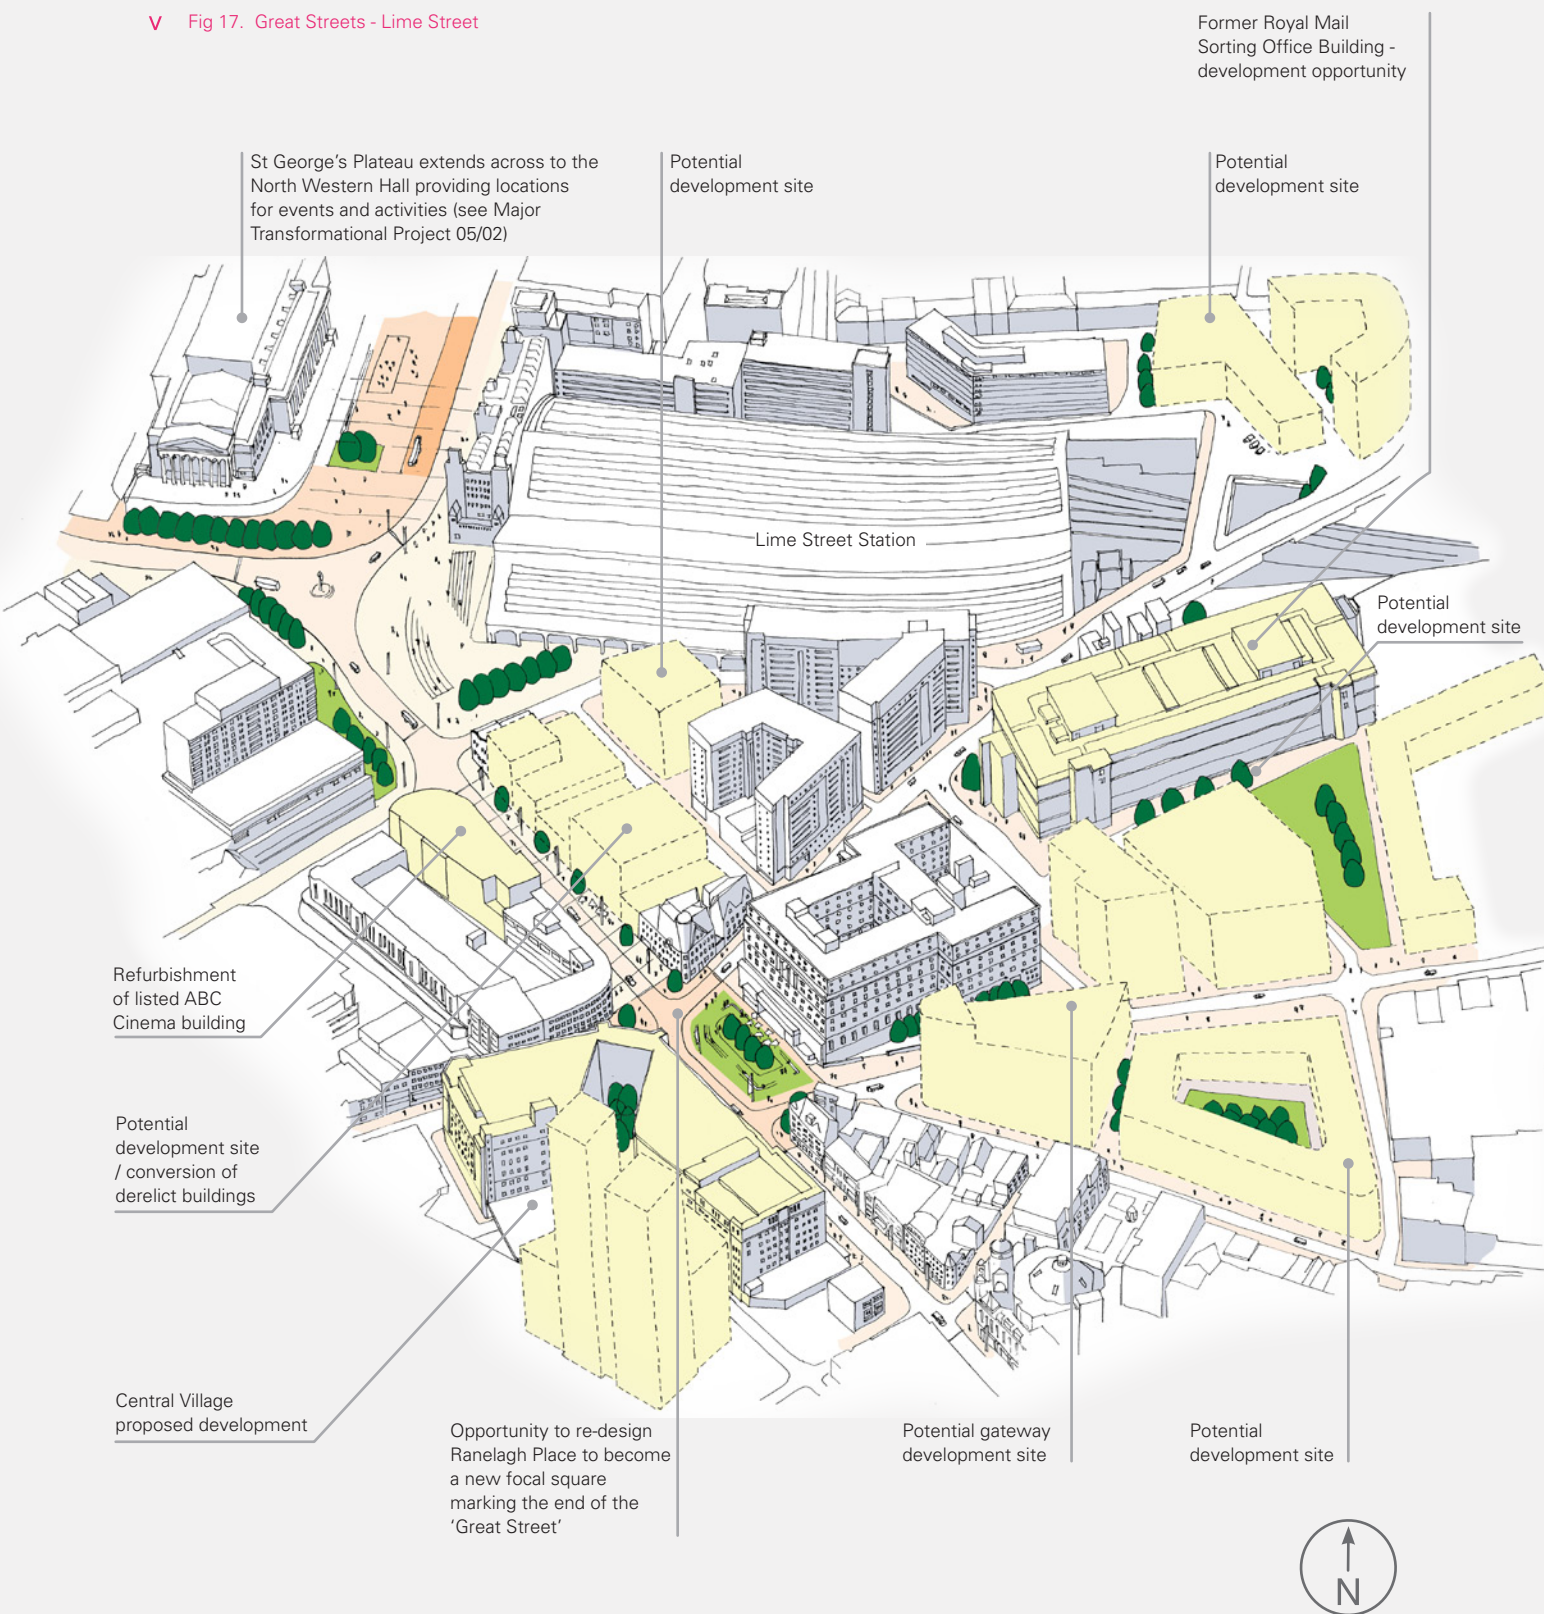 V Fig 17. Great Streets - Lime Street
Former Royal Mail
Sorting Office Building -
development opportunity
St George’s Plateau extends across to the
North Western Hall providing locations
for events and activities (see Major
Transformational Project 05/02)
Potential
development site
Potential
development site
Lime Street Station
Potential
development site
Refurbishment
of listed ABC
Cinema building
Potential
development site
/ conversion of
derelict buildings
Central Village
proposed development
Opportunity to re-design
Ranelagh Place to become
a new focal square
marking the end of the
‘Great Street’
Potential gateway
development site
Potential
development site
N